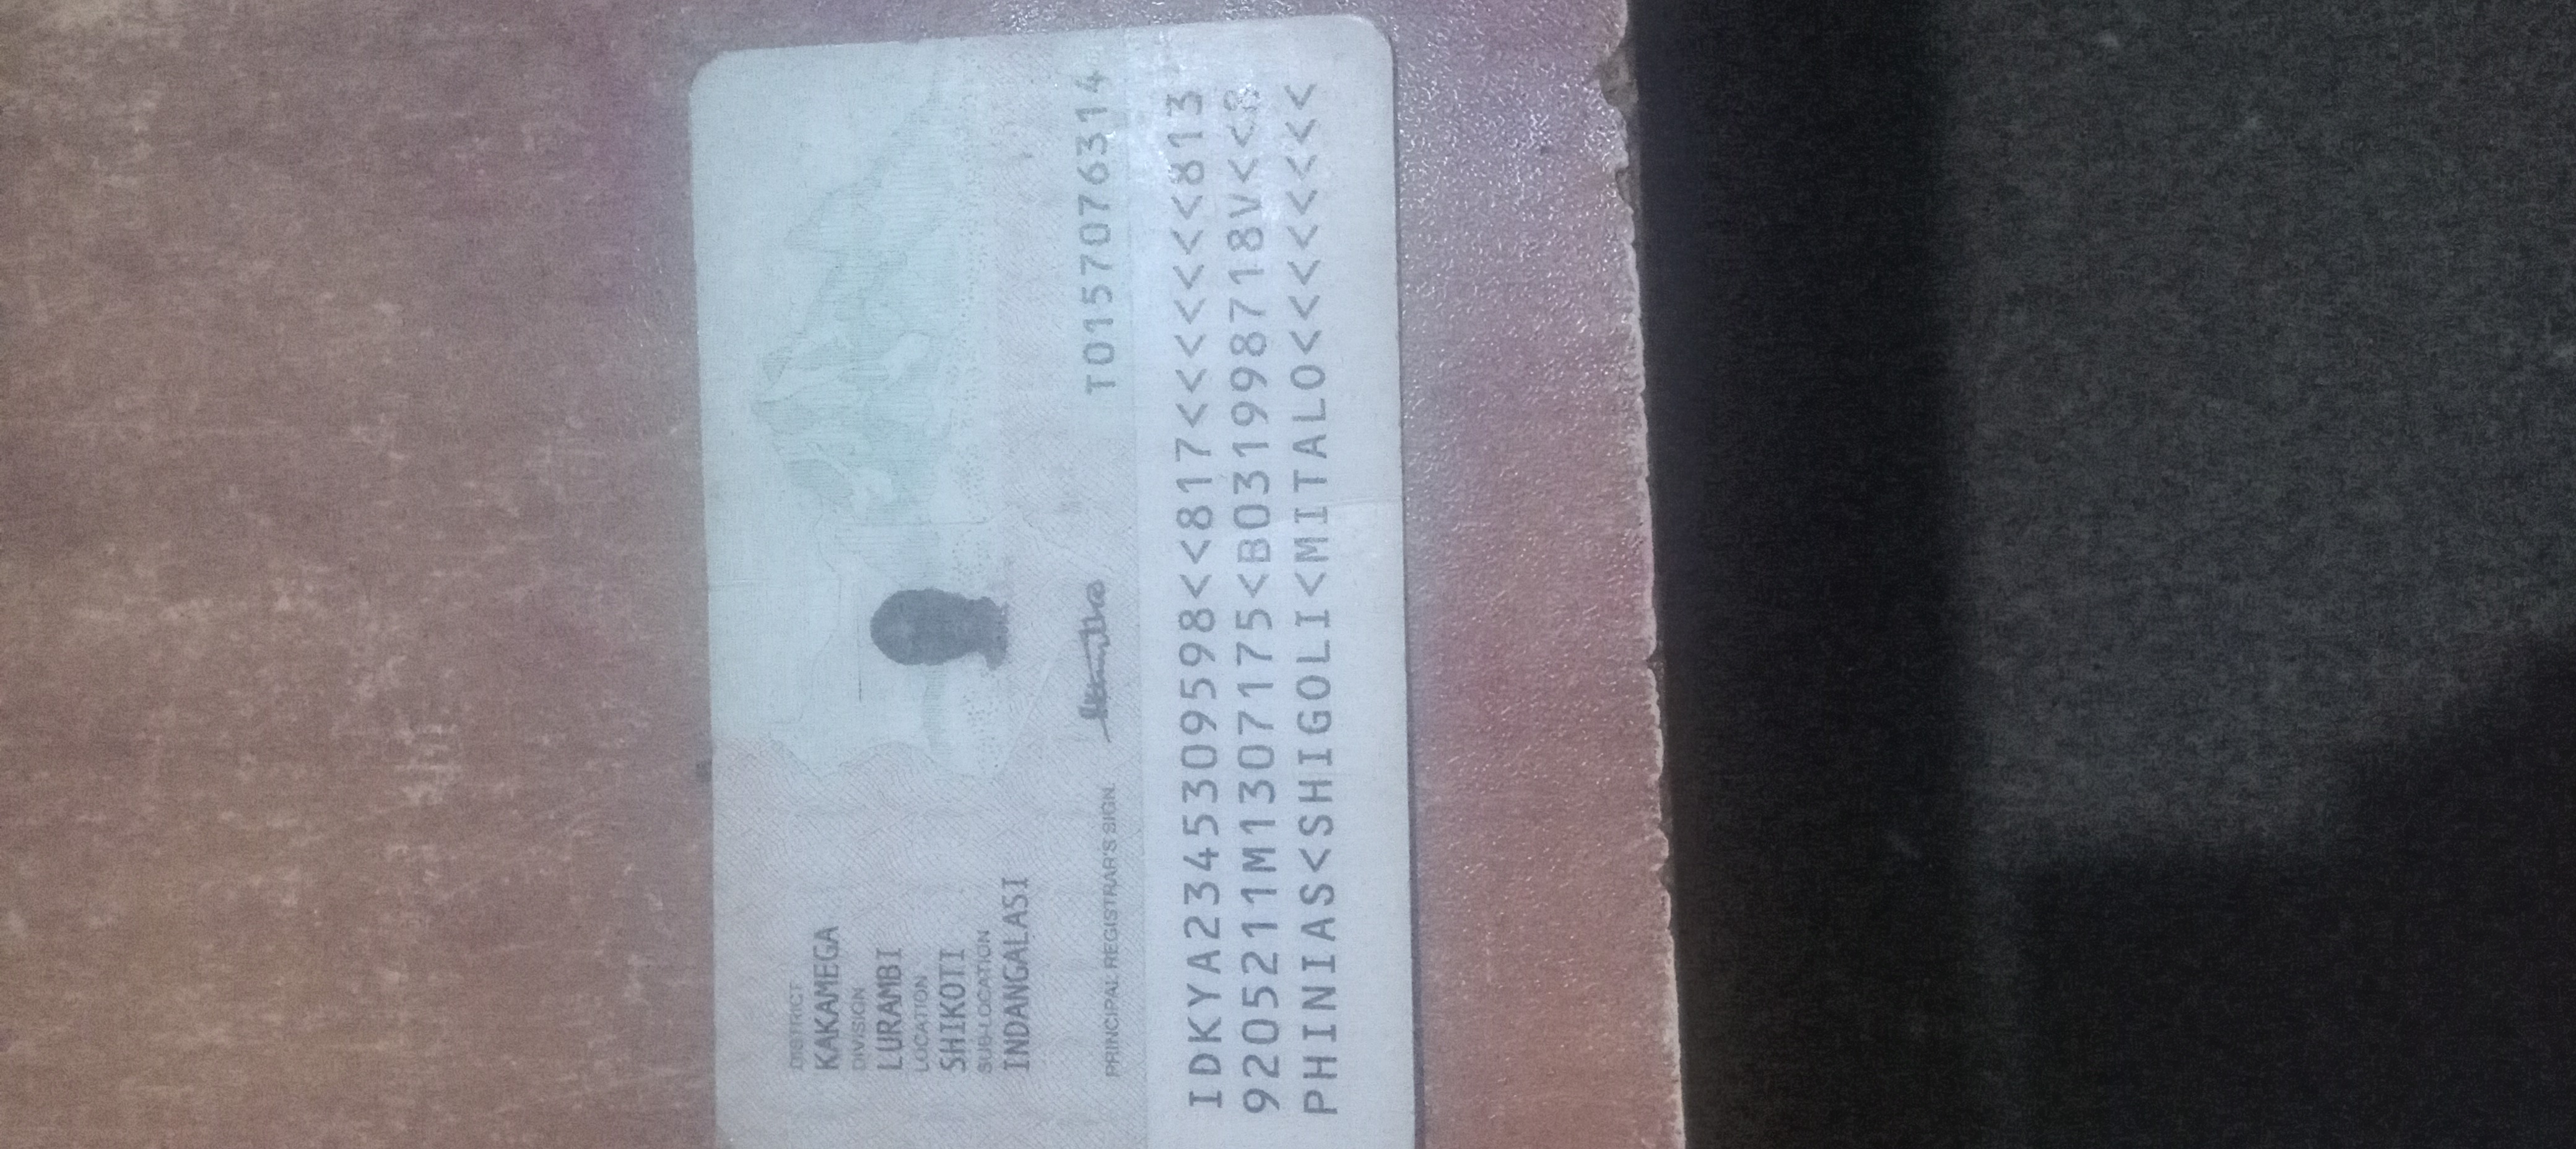 DISTRICT
KAKAMEGA
DIVISION
LURAMBI
LOCATION
SHIKOTI
SUB-LOCATION
INDANGALASI
PRINCIPAL REGISTRAR'S SIGN.
T0157076314
IDKYA2345309598<<817<<<<<<<813
9205211M1307175<B031998718V<<8
PHINIAS<SHIGOLI<MITALO<<<<<<<<